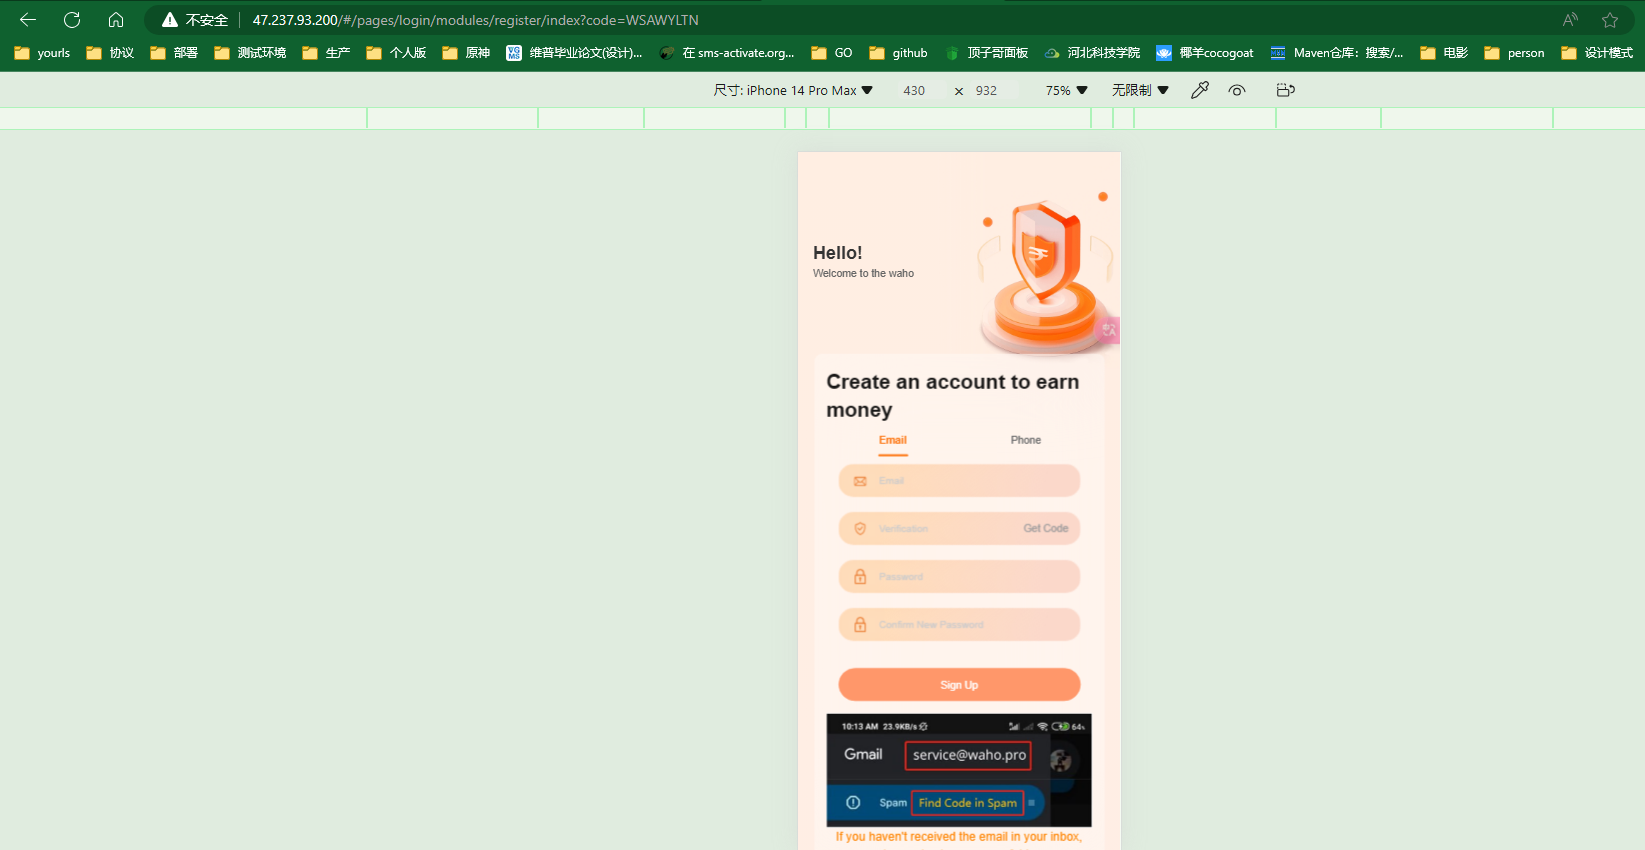 不安全 47.237.93.200/#/pages/login/modules/register/index?code=WSAWYLTN
yourls 协议 部署 测试环境 生产 个人版 原神 维普毕业论文(设计)... 在 sms-activate.org... GO github 顶子哥面板 河北科技学院 椰羊cocogoat Maven仓库：搜索/... 电影 person 设计模式
尺寸: iPhone 14 Pro Max 430 × 932 75% 无限制
Hello!
Welcome to the waho
Create an account to earn
money
Email Phone
Email
Verification Get Code
Password
Confirm New Password
Sign Up
10:13 AM 23.9KB/s 64%
Gmail service@waho.pro
Spam Find Code in Spam
If you haven't received the email in your inbox,